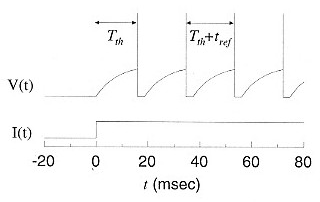 T_th T_th+t_ref
V(t)
I(t)
-20 0 20 40 60 80
t (msec)